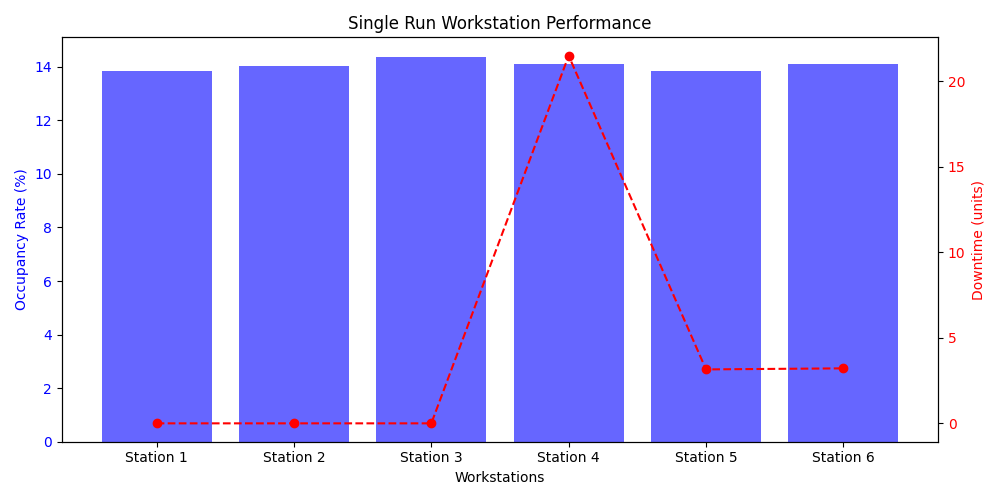 Single Run Workstation Performance
Occupancy Rate (%)
14
12
10
8
6
4
2
0
20
15
10
5
0
Downtime (units)
Station 1 Station 2 Station 3 Station 4 Station 5 Station 6
Workstations